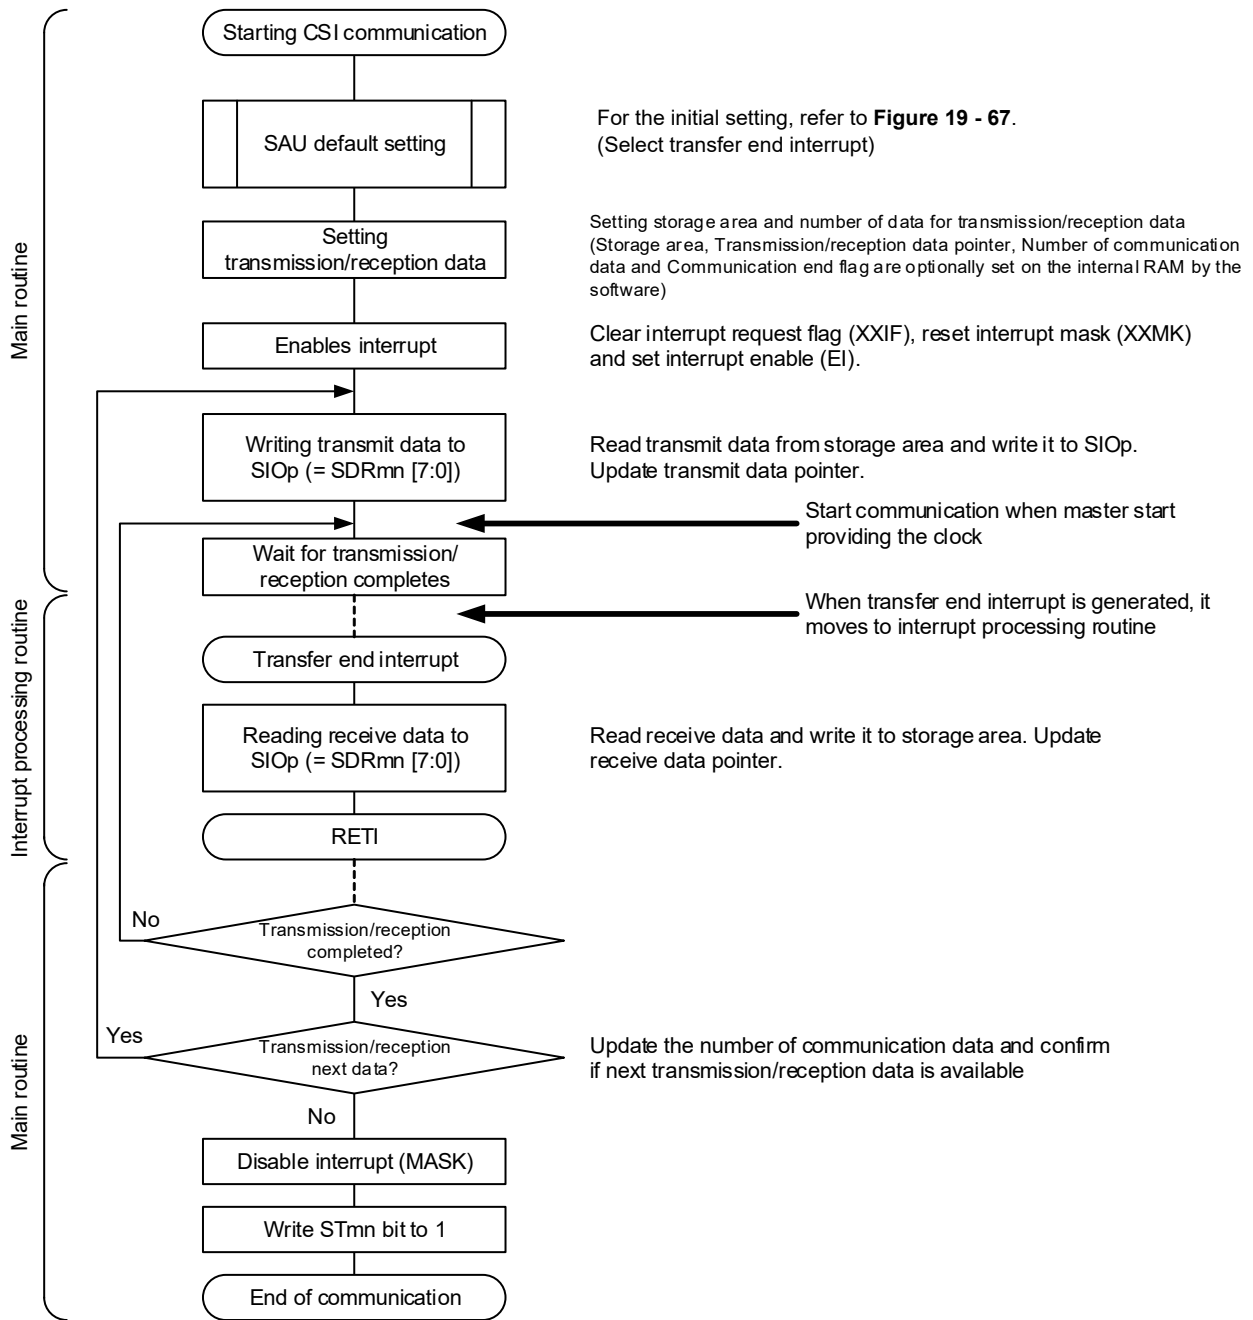 Starting CSI communication
SAU default setting
For the initial setting, refer to Figure 19 - 67.
(Select transfer end interrupt)
Main routine
Setting
transmission/reception data
Setting storage area and number of data for transmission/reception data
(Storage area, Transmission/reception data pointer, Number of communication
data and Communication end flag are optionally set on the internal RAM by the
software)
Enables interrupt
Clear interrupt request flag (XXIF), reset interrupt mask (XXMK)
and set interrupt enable (EI).
Writing transmit data to
SIOp (= SDRmn [7:0])
Read transmit data from storage area and write it to SIOp.
Update transmit data pointer.
Start communication when master start
providing the clock
Wait for transmission/
reception completes
When transfer end interrupt is generated, it
moves to interrupt processing routine
Interrupt processing routine
Transfer end interrupt
Reading receive data to
SIOp (= SDRmn [7:0])
Read receive data and write it to storage area. Update
receive data pointer.
RETI
No
Transmission/reception
completed?
Yes
Main routine
Yes
Transmission/reception
next data?
Update the number of communication data and confirm
if next transmission/reception data is available
No
Disable interrupt (MASK)
Write STmn bit to 1
End of communication